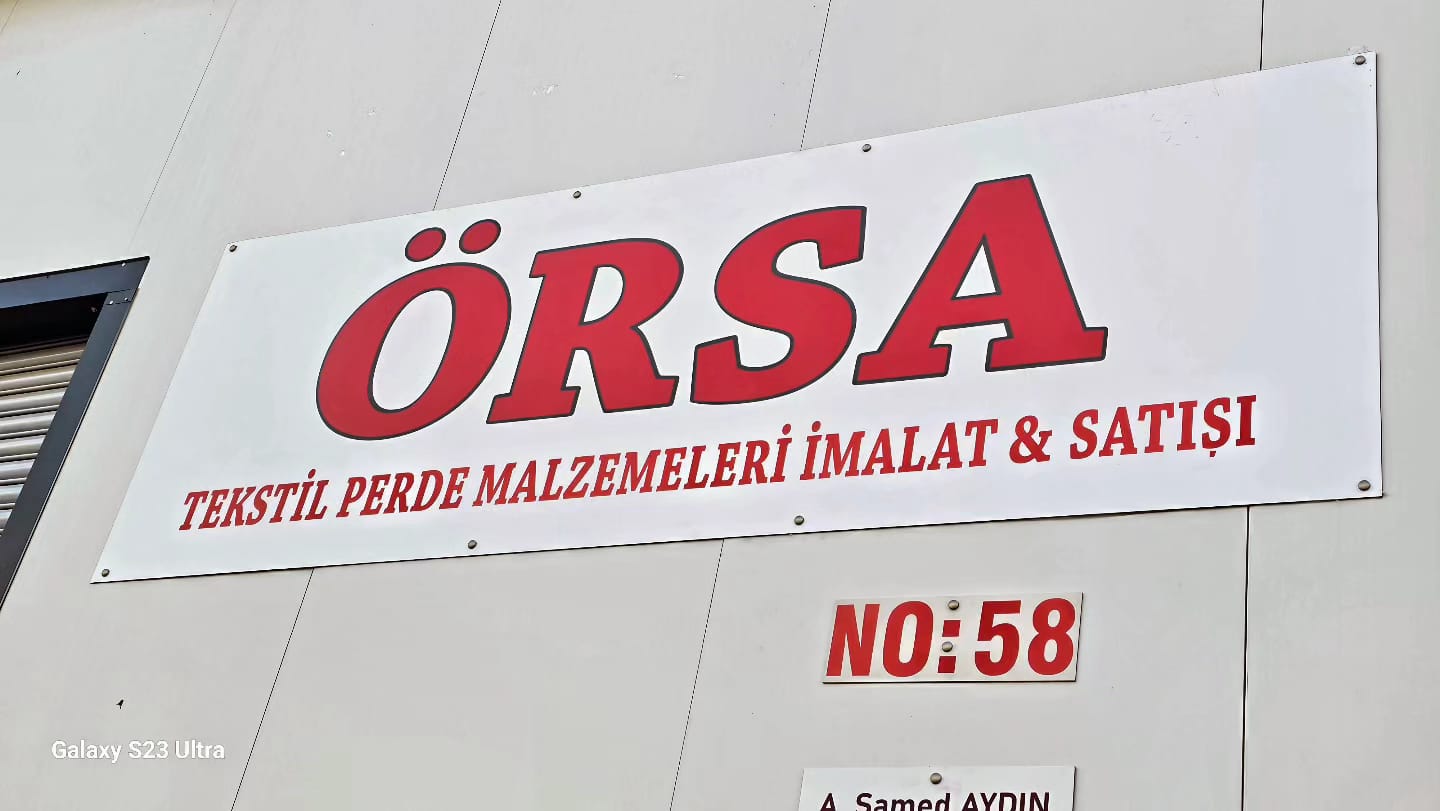 ÖRSA
TEKSTİL PERDE MALZEMELERİ İMALAT & SATIŞI
NO:58
A. Samed AYDIN
Galaxy S23 Ultra